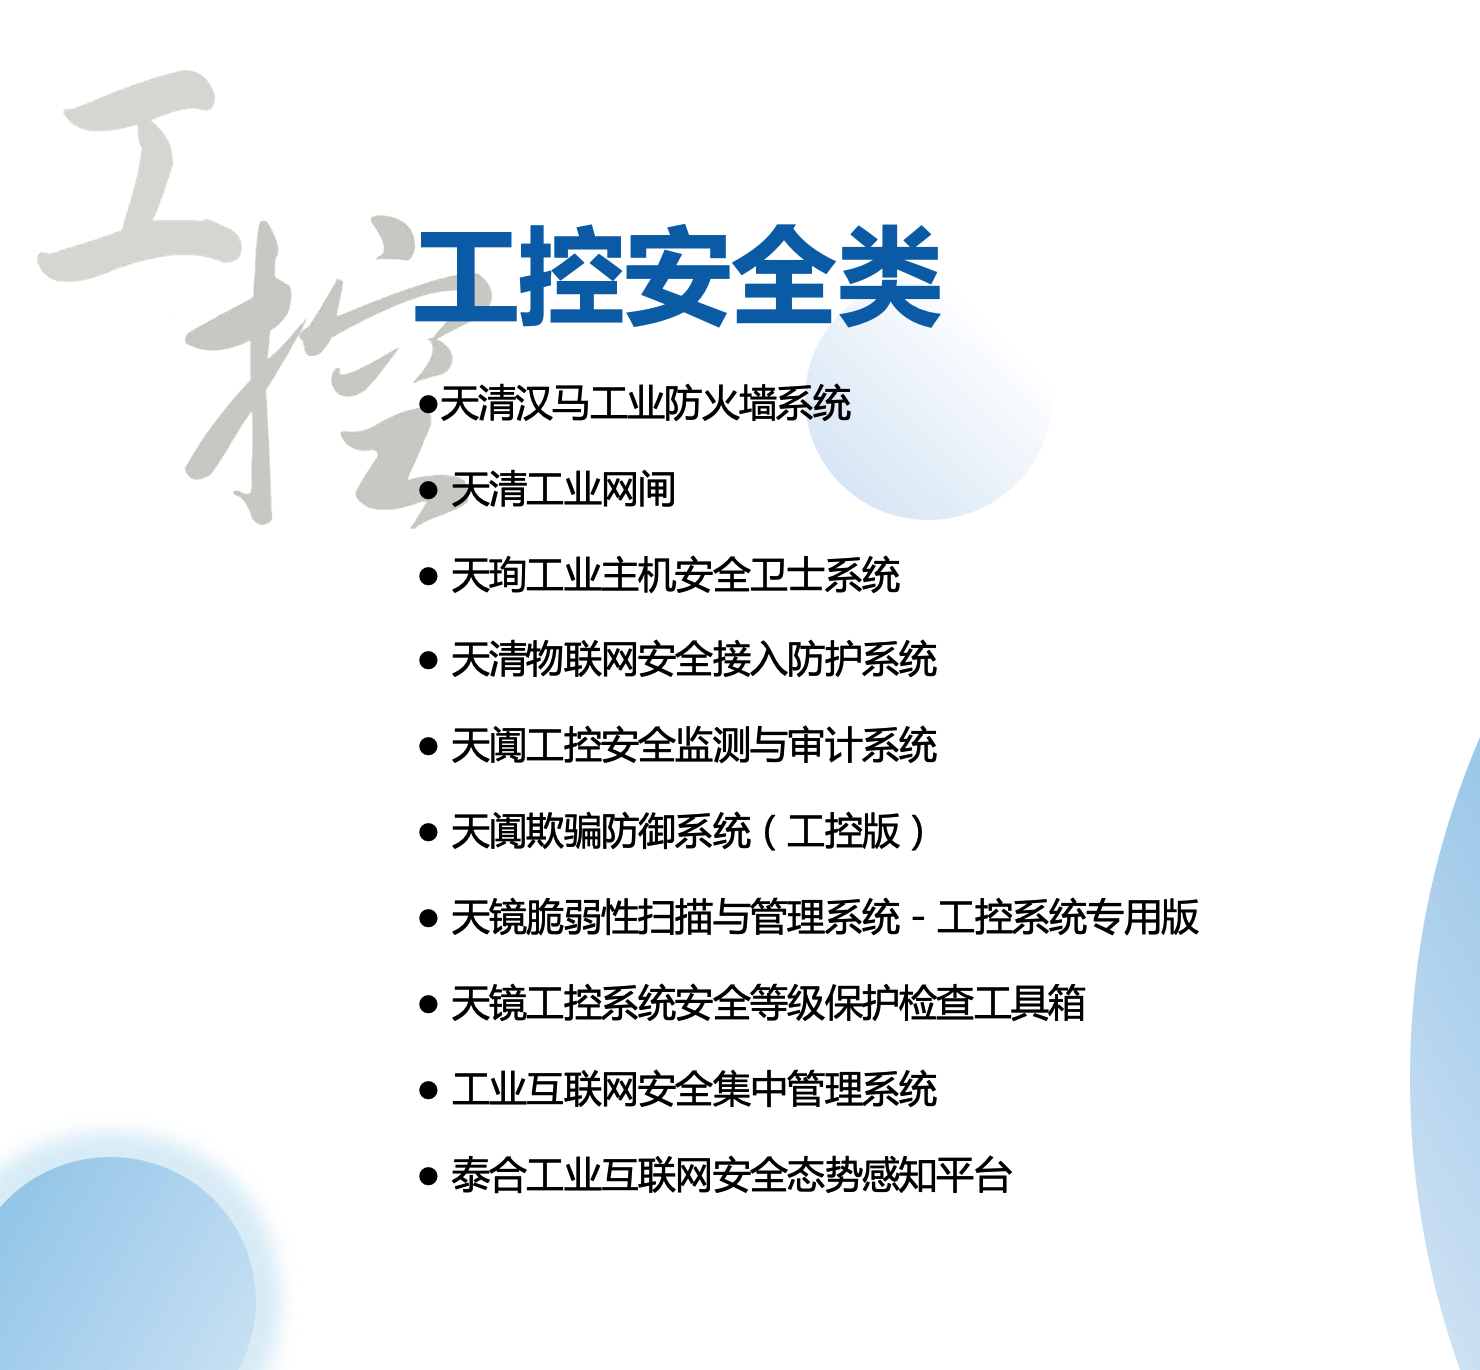 工控
工控安全类
●天清汉马工业防火墙系统
● 天清工业网闸
● 天珣工业主机安全卫士系统
● 天清物联网安全接入防护系统
● 天阗工控安全监测与审计系统
● 天阗欺骗防御系统（工控版）
● 天镜脆弱性扫描与管理系统－工控系统专用版
● 天镜工控系统安全等级保护检查工具箱
● 工业互联网安全集中管理系统
● 泰合工业互联网安全态势感知平台